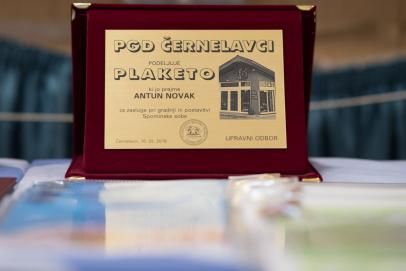 PGD ČERNELAVCI
PODELJUJE
PLAKETO
ki jo prejme
ANTUN NOVAK
za zasluge pri gradnji in postavitvi
Spominske sobe
UPRAVNI ODBOR